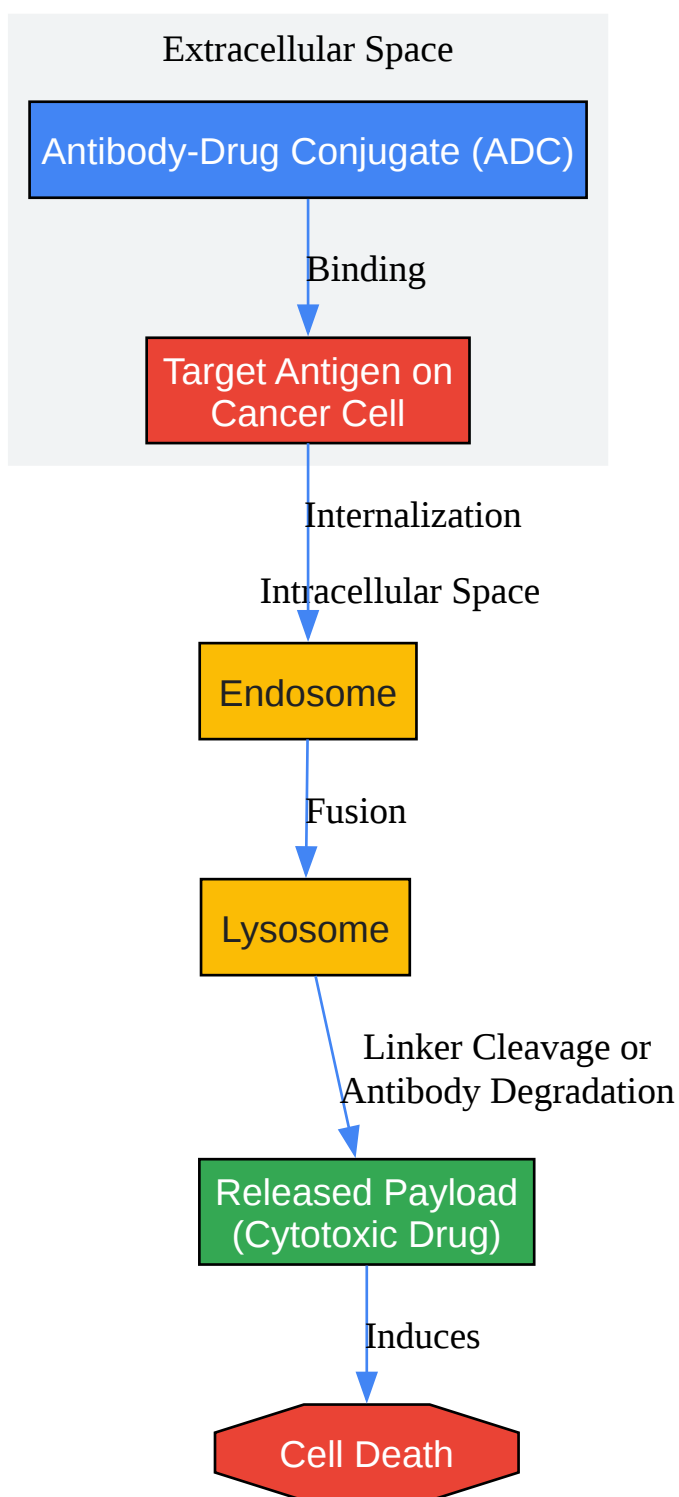 Extracellular Space
Antibody-Drug Conjugate (ADC)
Binding
Target Antigen on
Cancer Cell
Internalization
Intracellular Space
Endosome
Fusion
Lysosome
Linker Cleavage or
Antibody Degradation
Released Payload
(Cytotoxic Drug)
Induces
Cell Death